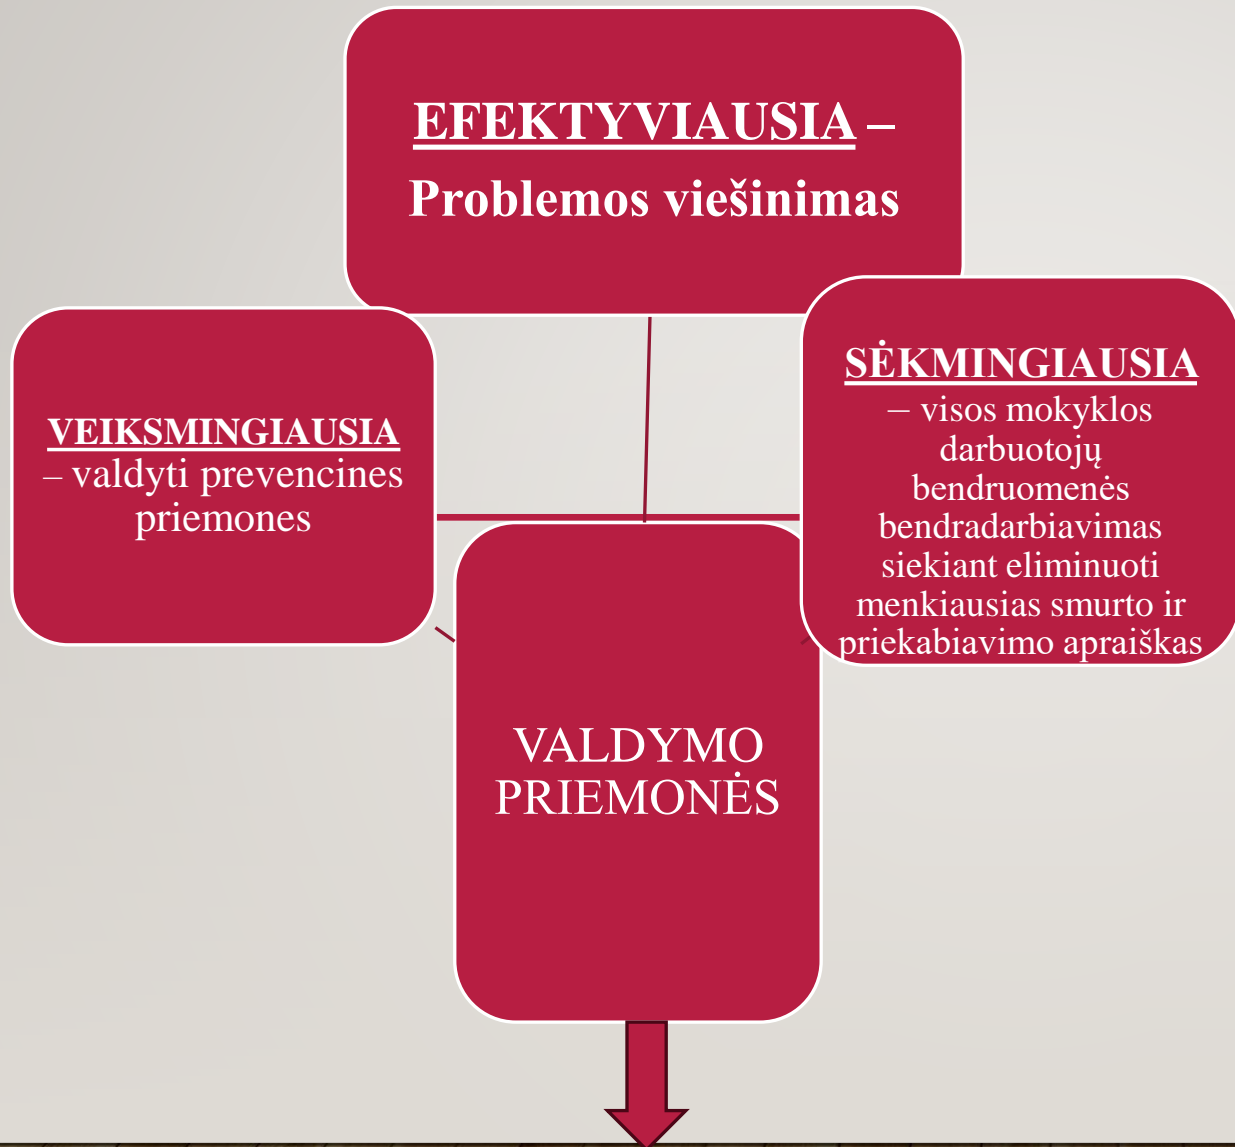 EFEKTYVIAUSIA –
Problemos viešinimas
VEIKSMINGIAUSIA
– valdyti prevencines
priemones
SĖKMINGIAUSIA
– visos mokyklos
darbuotojų
bendruomenės
bendradarbiavimas
siekiant eliminuoti
menkiausias smurto ir
priekabiavimo apraiškas
VALDYMO
PRIEMONĖS